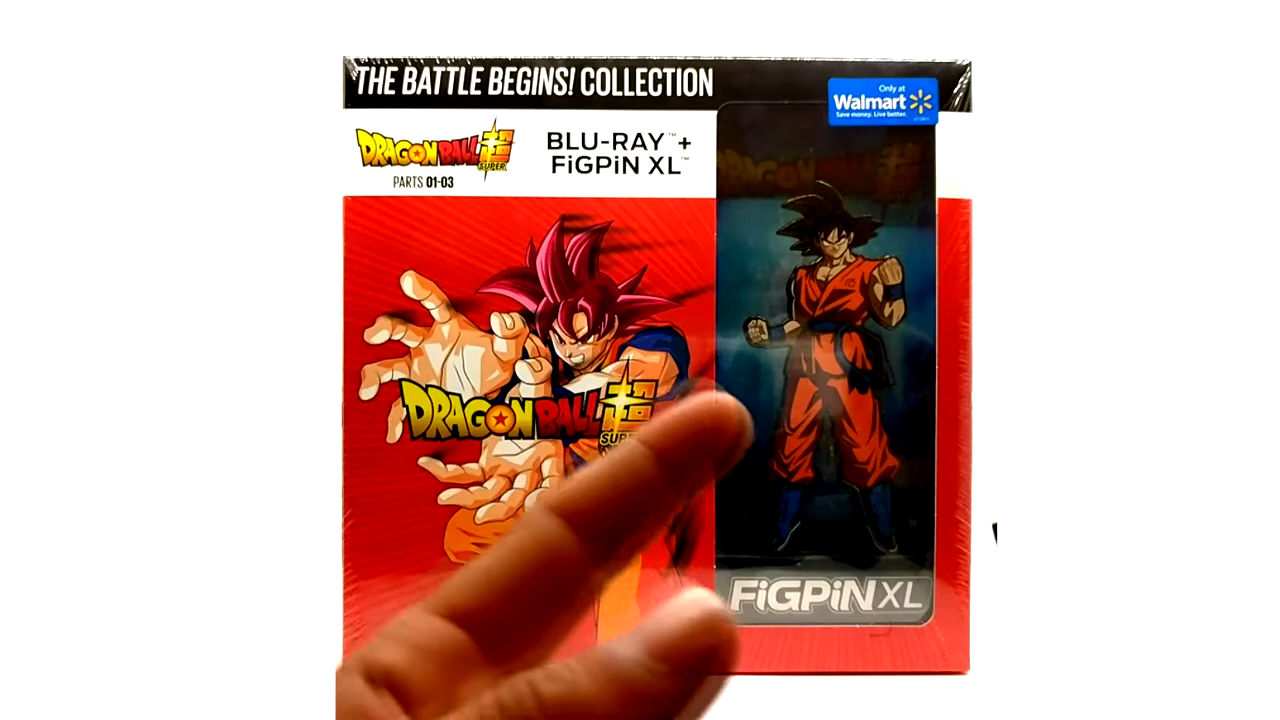 THE BATTLE BEGINS! COLLECTION
Only at
Walmart
Save money. Live better.
DRAGON BALL 超
SUPER
PARTS 01-03
BLU-RAY™ +
FiGPiN XL™
DRAGON BALL 超
SUPER
FiGPiN XL